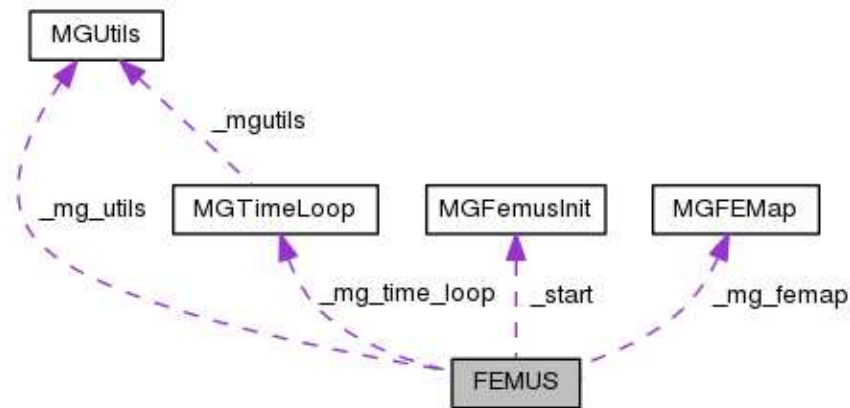 MGUtils
_mgutils
MGTimeLoop
MGFemusInit
MGFEMap
_mg_utils
_mg_time_loop
_start
_mg_femap
FEMUS